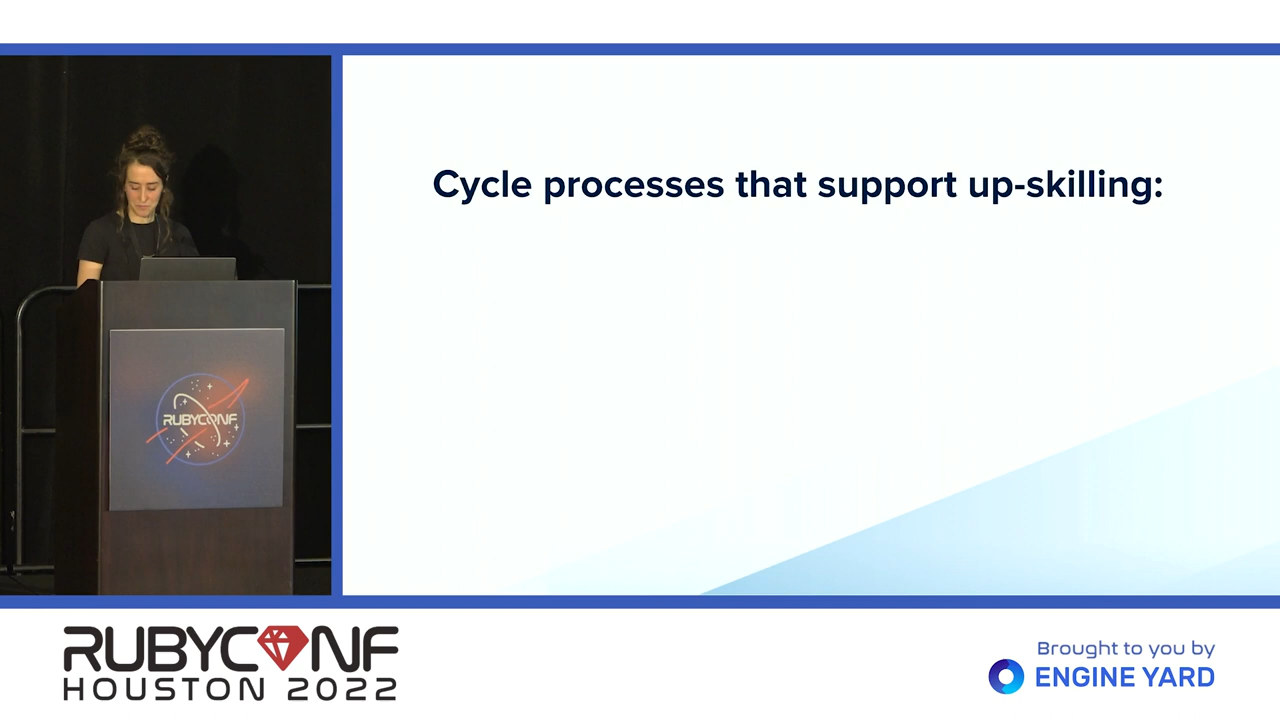 Cycle processes that support up-skilling:
RUBYCONF
RUBYCONF
HOUSTON 2022
Brought to you by
ENGINE YARD